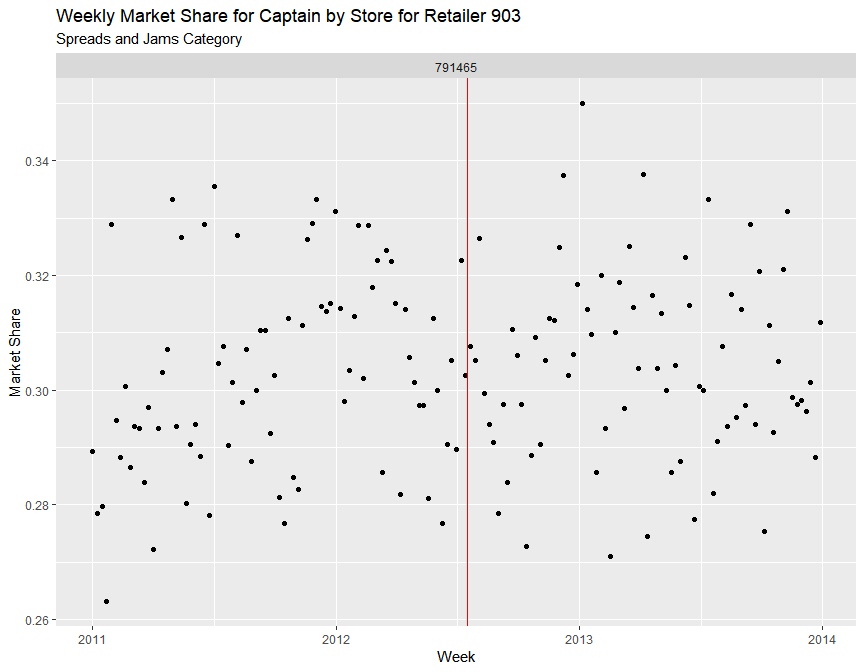 Weekly Market Share for Captain by Store for Retailer 903
Spreads and Jams Category
791465
Market Share
0.34
0.32
0.30
0.28
0.26
2011 2012 2013 2014
Week